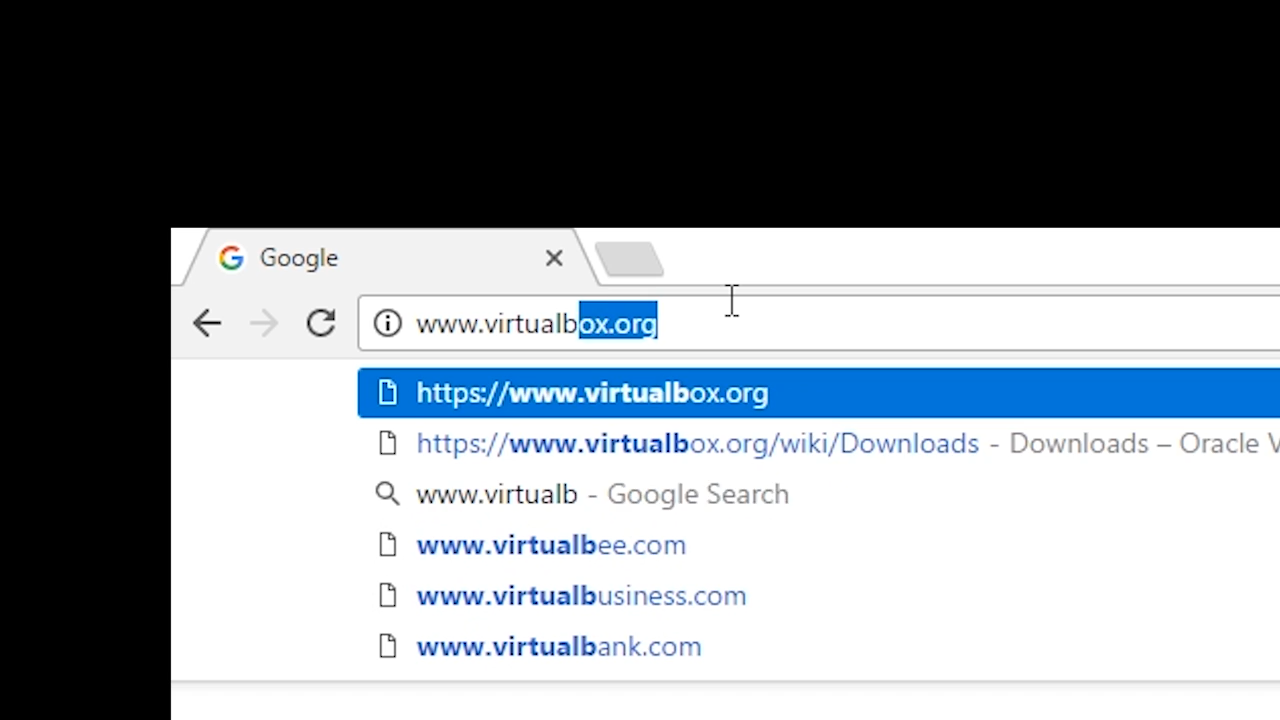 Google
www.virtualbox.org
https://www.virtualbox.org
https://www.virtualbox.org/wiki/Downloads - Downloads – Oracle V
www.virtualb - Google Search
www.virtualbee.com
www.virtualbusiness.com
www.virtualbank.com